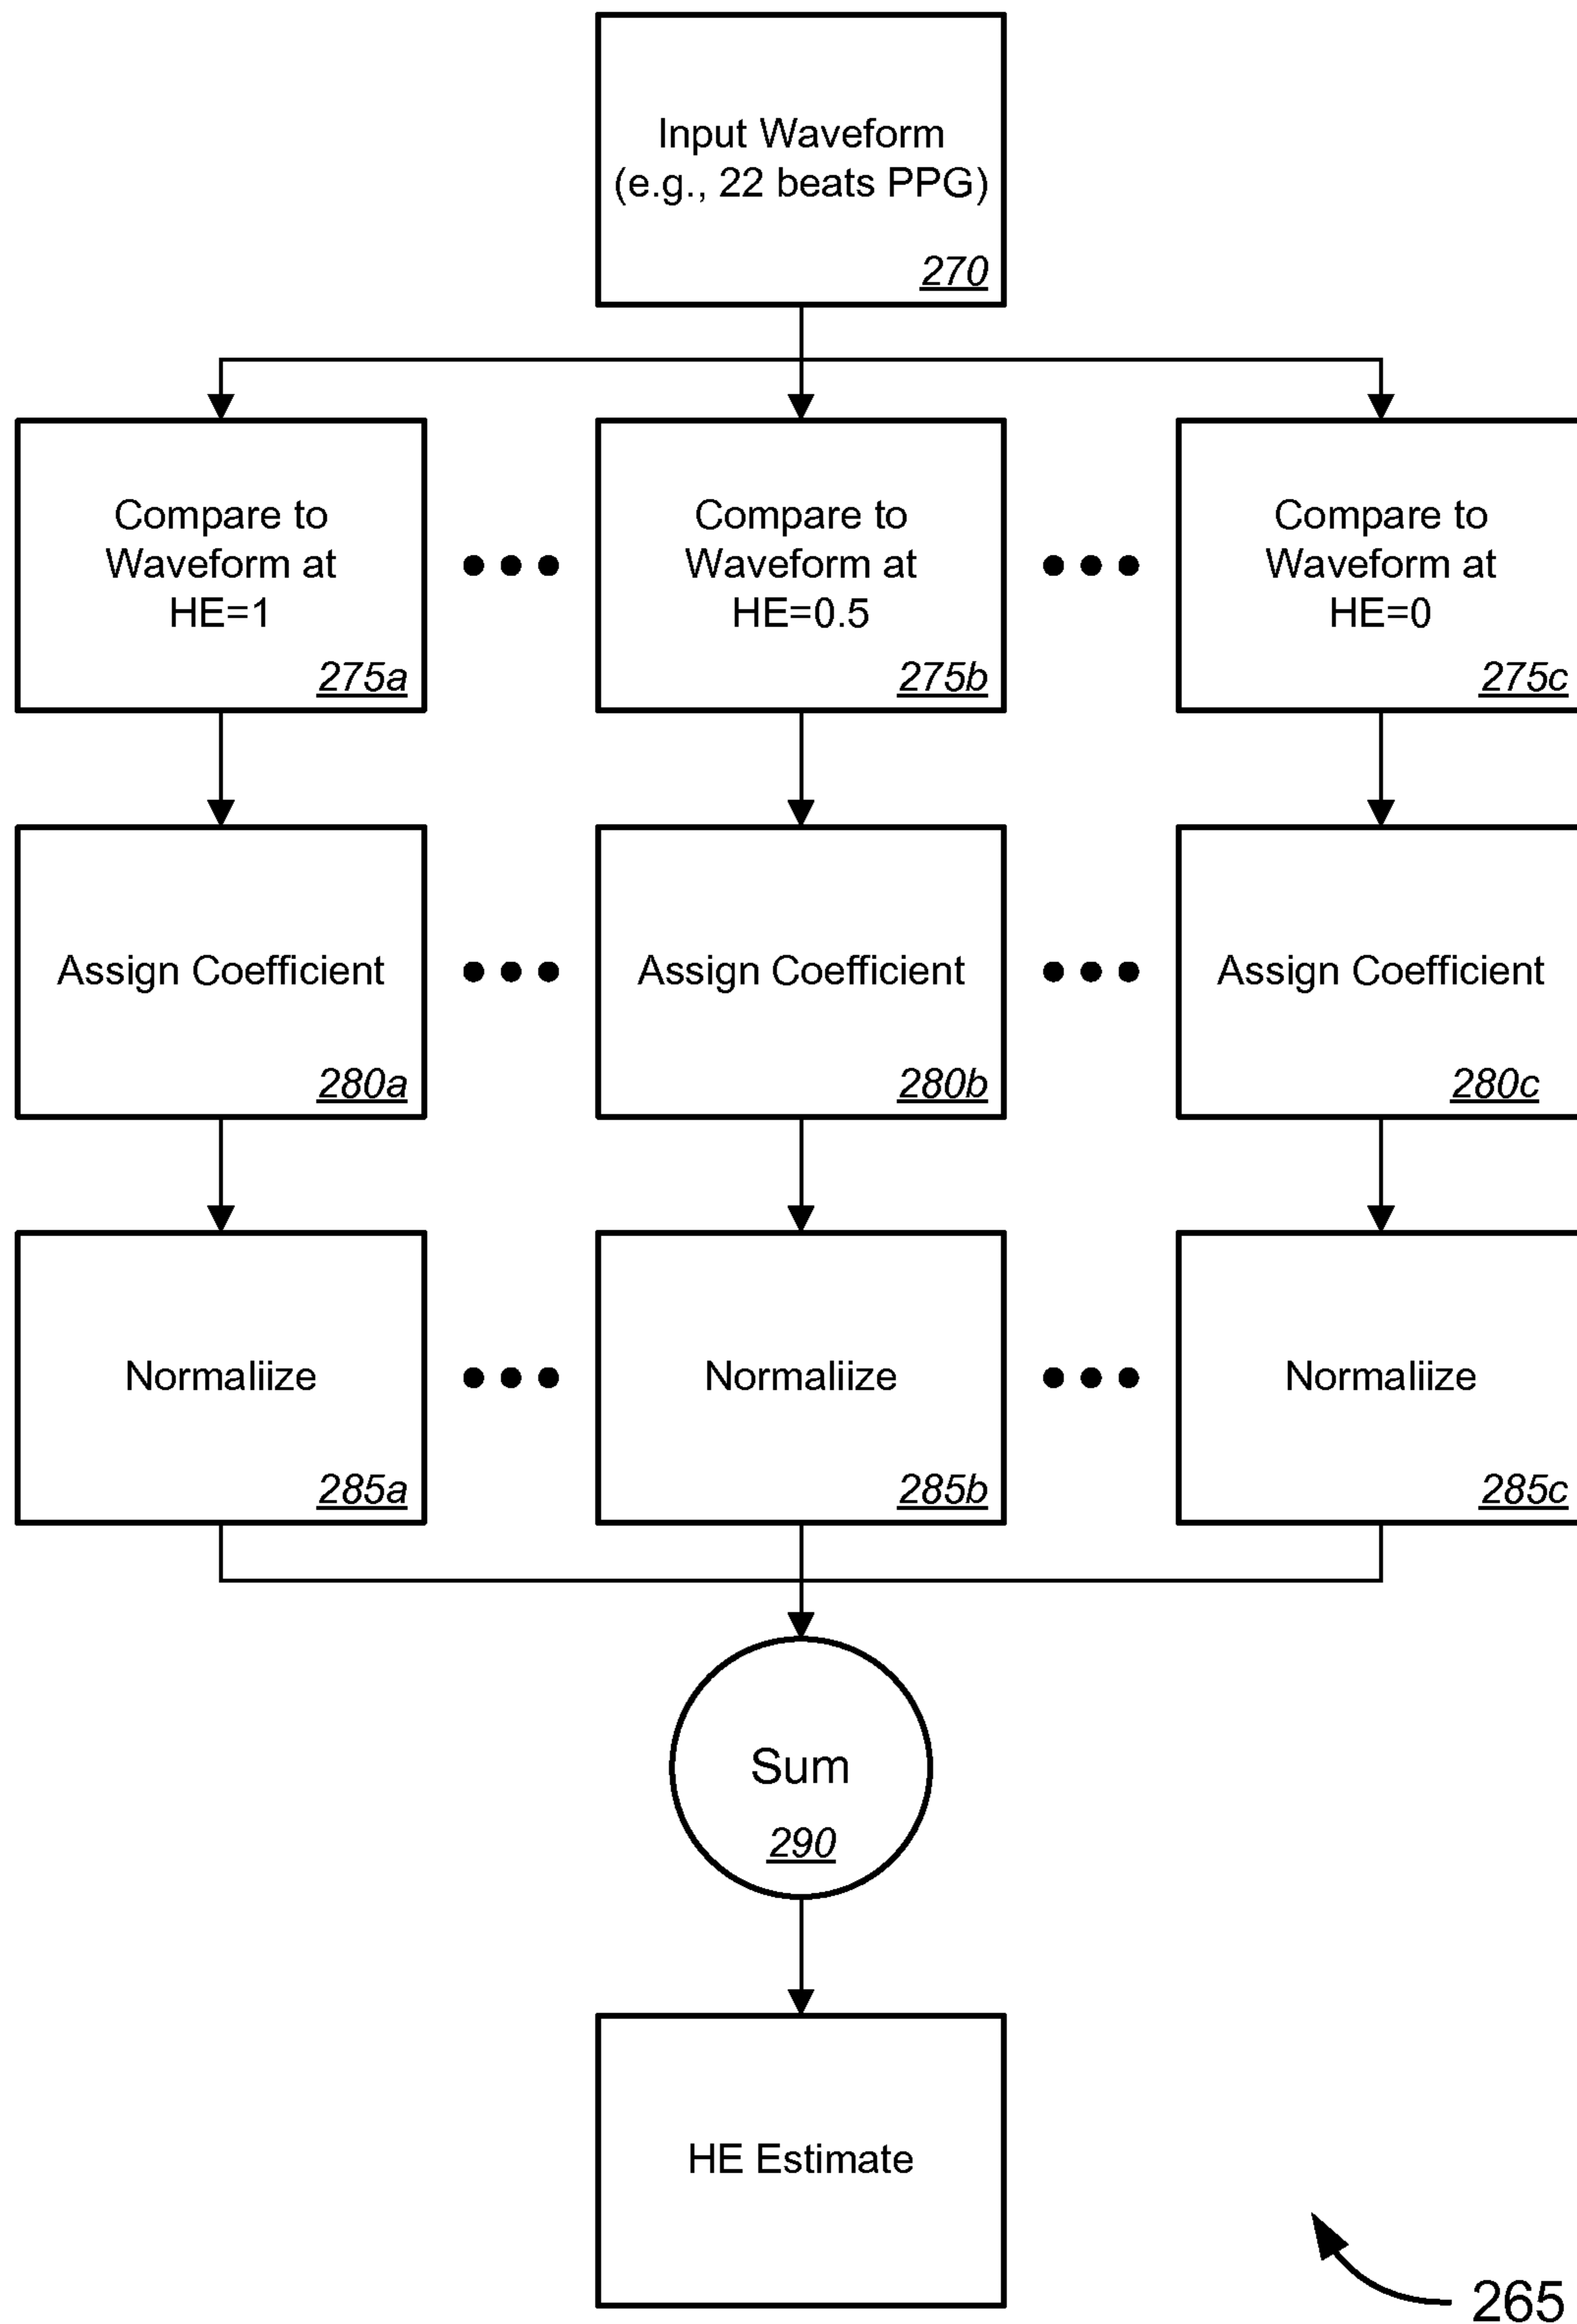 Input Waveform
(e.g., 22 beats PPG)
270
Compare to
Waveform at
HE=1
275a
Compare to
Waveform at
HE=0.5
275b
Compare to
Waveform at
HE=0
275c
Assign Coefficient
280a
Assign Coefficient
280b
Assign Coefficient
280c
Normaliize
285a
Normaliize
285b
Normaliize
285c
Sum
290
HE Estimate
265